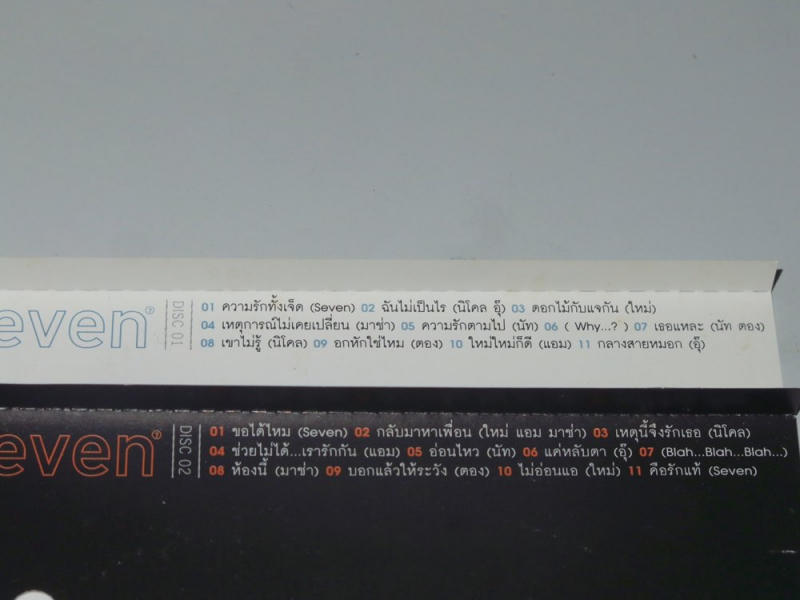 even⑦
DISC 01
01 ความรักทั้งเจ็ด (Seven) 02 ฉันไม่เป็นไร (นิโคล อุ๊) 03 ดอกไม้กับแจกัน (ใหม่)
04 เหตุการณ์ไม่เคยเปลี่ยน (มาช่า) 05 ความรักตามไป (นัท) 06 ( Why...? ) 07 เธอแหละ (นัท ตอง)
08 เขาไม่รู้ (นิโคล) 09 อกหักใช่ไหม (ตอง) 10 ใหม่ใหม่ก็ดี (แอม) 11 กลางสายหมอก (อุ๊)
even⑦
DISC 02
01 ขอได้ไหม (Seven) 02 กลับมาหาเพื่อน (ใหม่ แอม มาช่า) 03 เหตุนี้จึงรักเธอ (นิโคล)
04 ช่วยไม่ได้...เรารักกัน (แอม) 05 อ่อนไหว (นัท) 06 แค่หลับตา (อุ๊) 07 (Blah...Blah...Blah...)
08 ห้องนี้ (มาช่า) 09 บอกแล้วให้ระวัง (ตอง) 10 ไม่อ่อนแอ (ใหม่) 11 คือรักแท้ (Seven)